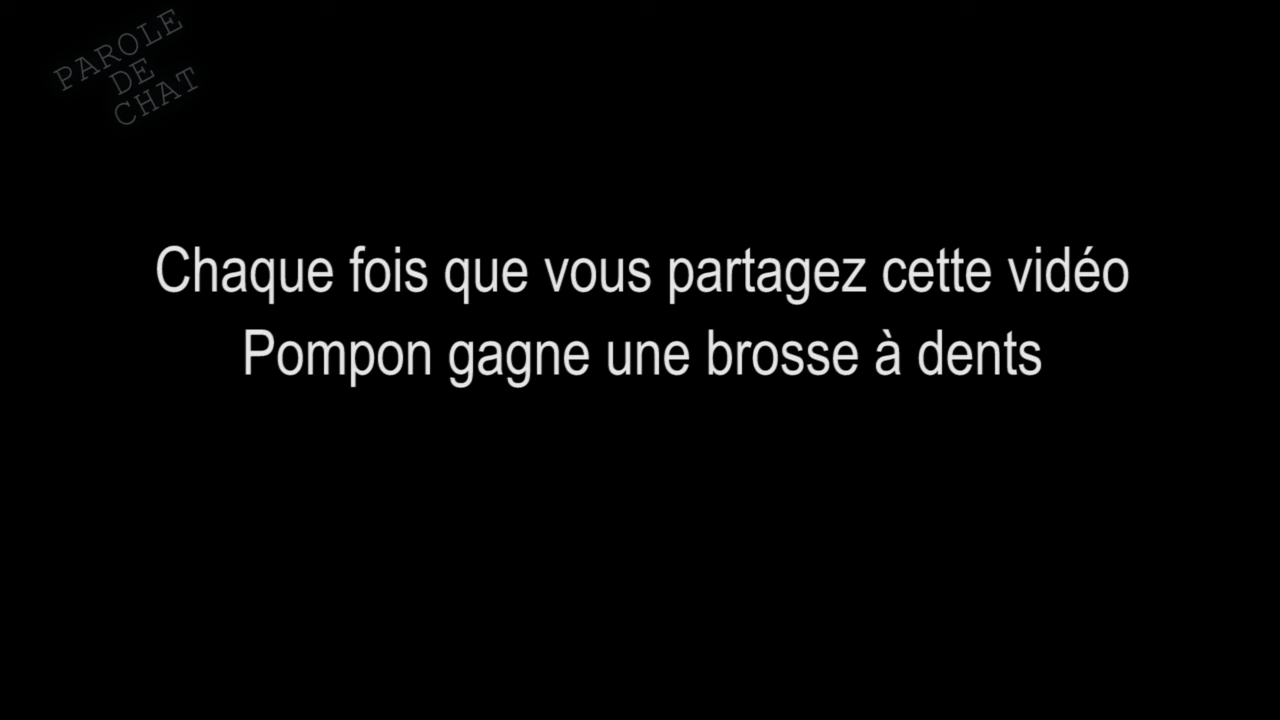 PAROLE
DE
CHAT
Chaque fois que vous partagez cette vidéo
Pompon gagne une brosse à dents